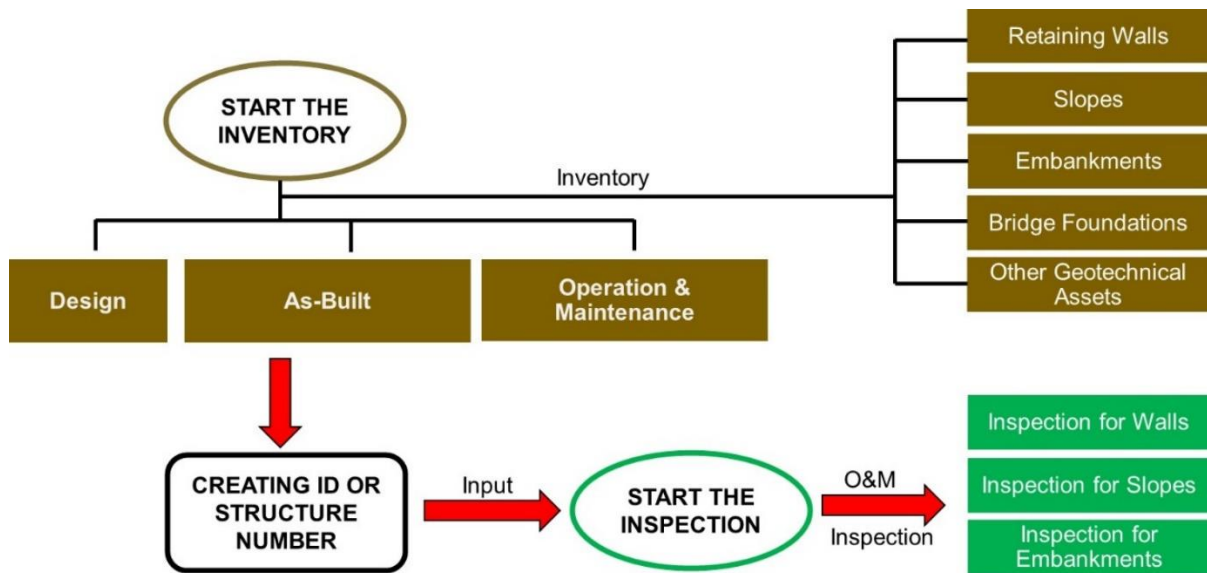 START THE
INVENTORY
Inventory
Retaining Walls
Slopes
Embankments
Bridge Foundations
Other Geotechnical
Assets
Design
As-Built
Operation &
Maintenance
CREATING ID OR
STRUCTURE
NUMBER
Input
START THE
INSPECTION
O&M
Inspection
Inspection for Walls
Inspection for Slopes
Inspection for
Embankments